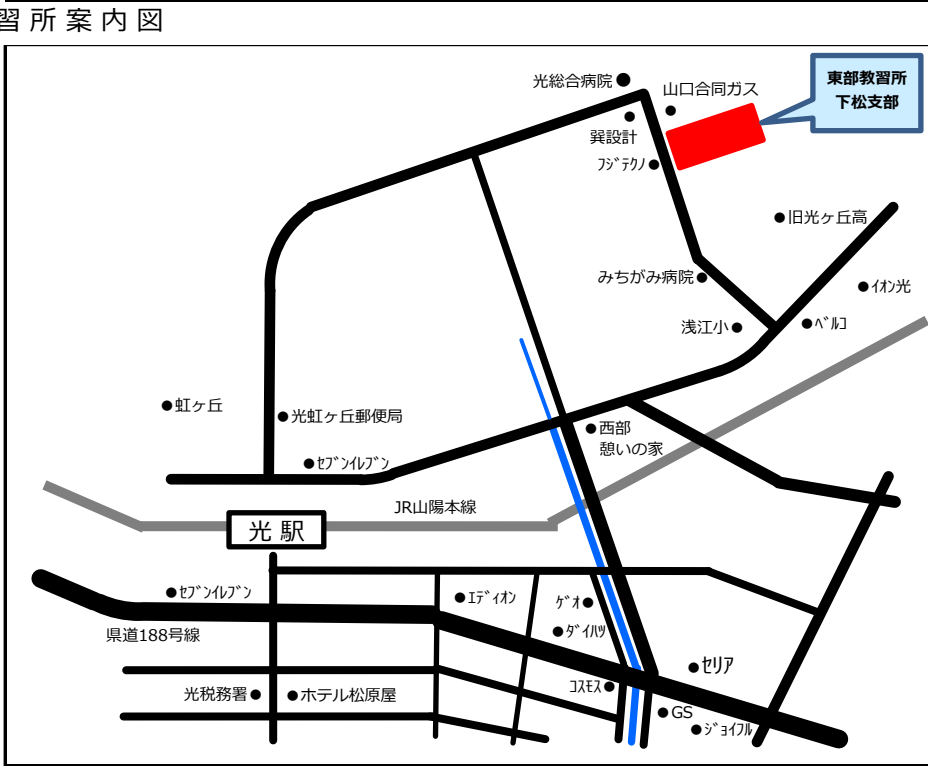 習所案内図
光総合病院
山口合同ガス
東部教習所
下松支部
巽設計
ﾌｼﾞﾃｸﾉ
旧光ヶ丘高
みちがみ病院
ｲｵﾝ光
浅江小
ﾍﾞﾙｺ
虹ヶ丘
光虹ヶ丘郵便局
西部
憩いの家
ｾﾌﾞﾝｲﾚﾌﾞﾝ
JR山陽本線
光駅
ｾﾌﾞﾝｲﾚﾌﾞﾝ
ｴﾃﾞｨｵﾝ
ｹﾞｵ
県道188号線
ﾀﾞｲﾊﾂ
セリア
光税務署
ホテル松原屋
ｺｽﾓｽ
GS
ｼﾞｮｲﾌﾙ